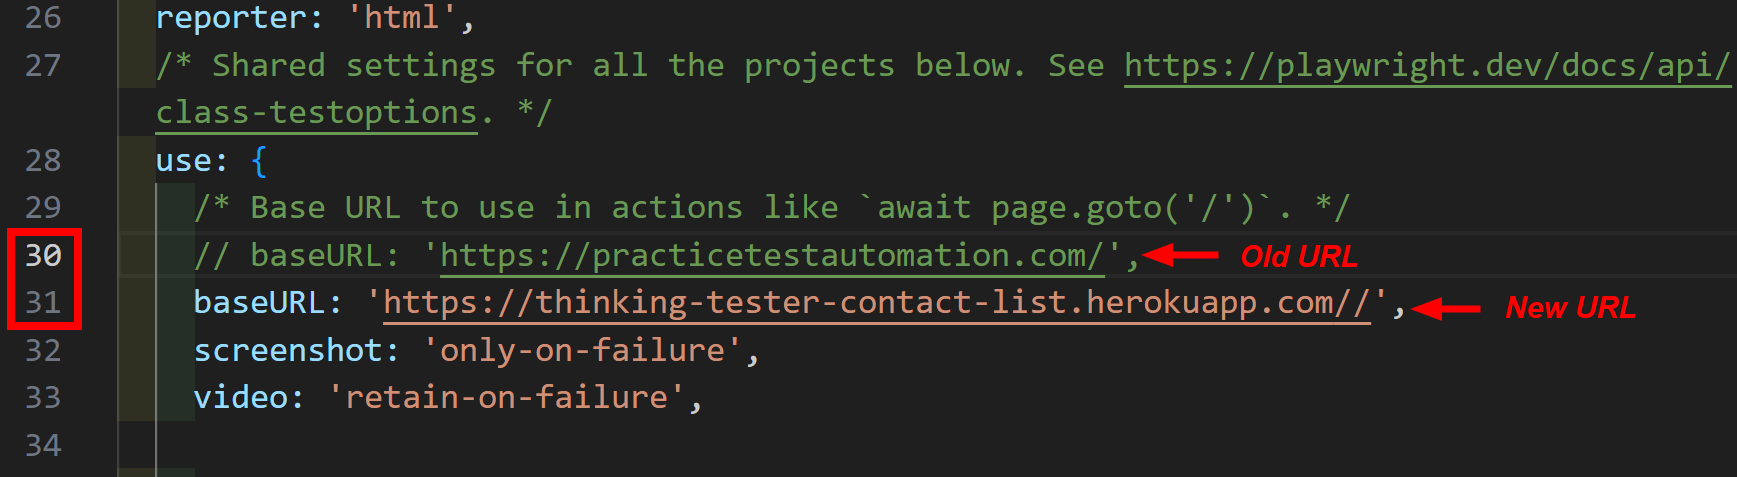 26 reporter: 'html',
27 /* Shared settings for all the projects below. See https://playwright.dev/docs/api/
class-testoptions. */
28 use: {
29 /* Base URL to use in actions like `await page.goto('/')`. */
30 // baseURL: 'https://practicetestautomation.com/', Old URL
31 baseURL: 'https://thinking-tester-contact-list.herokuapp.com//', New URL
32 screenshot: 'only-on-failure',
33 video: 'retain-on-failure',
34